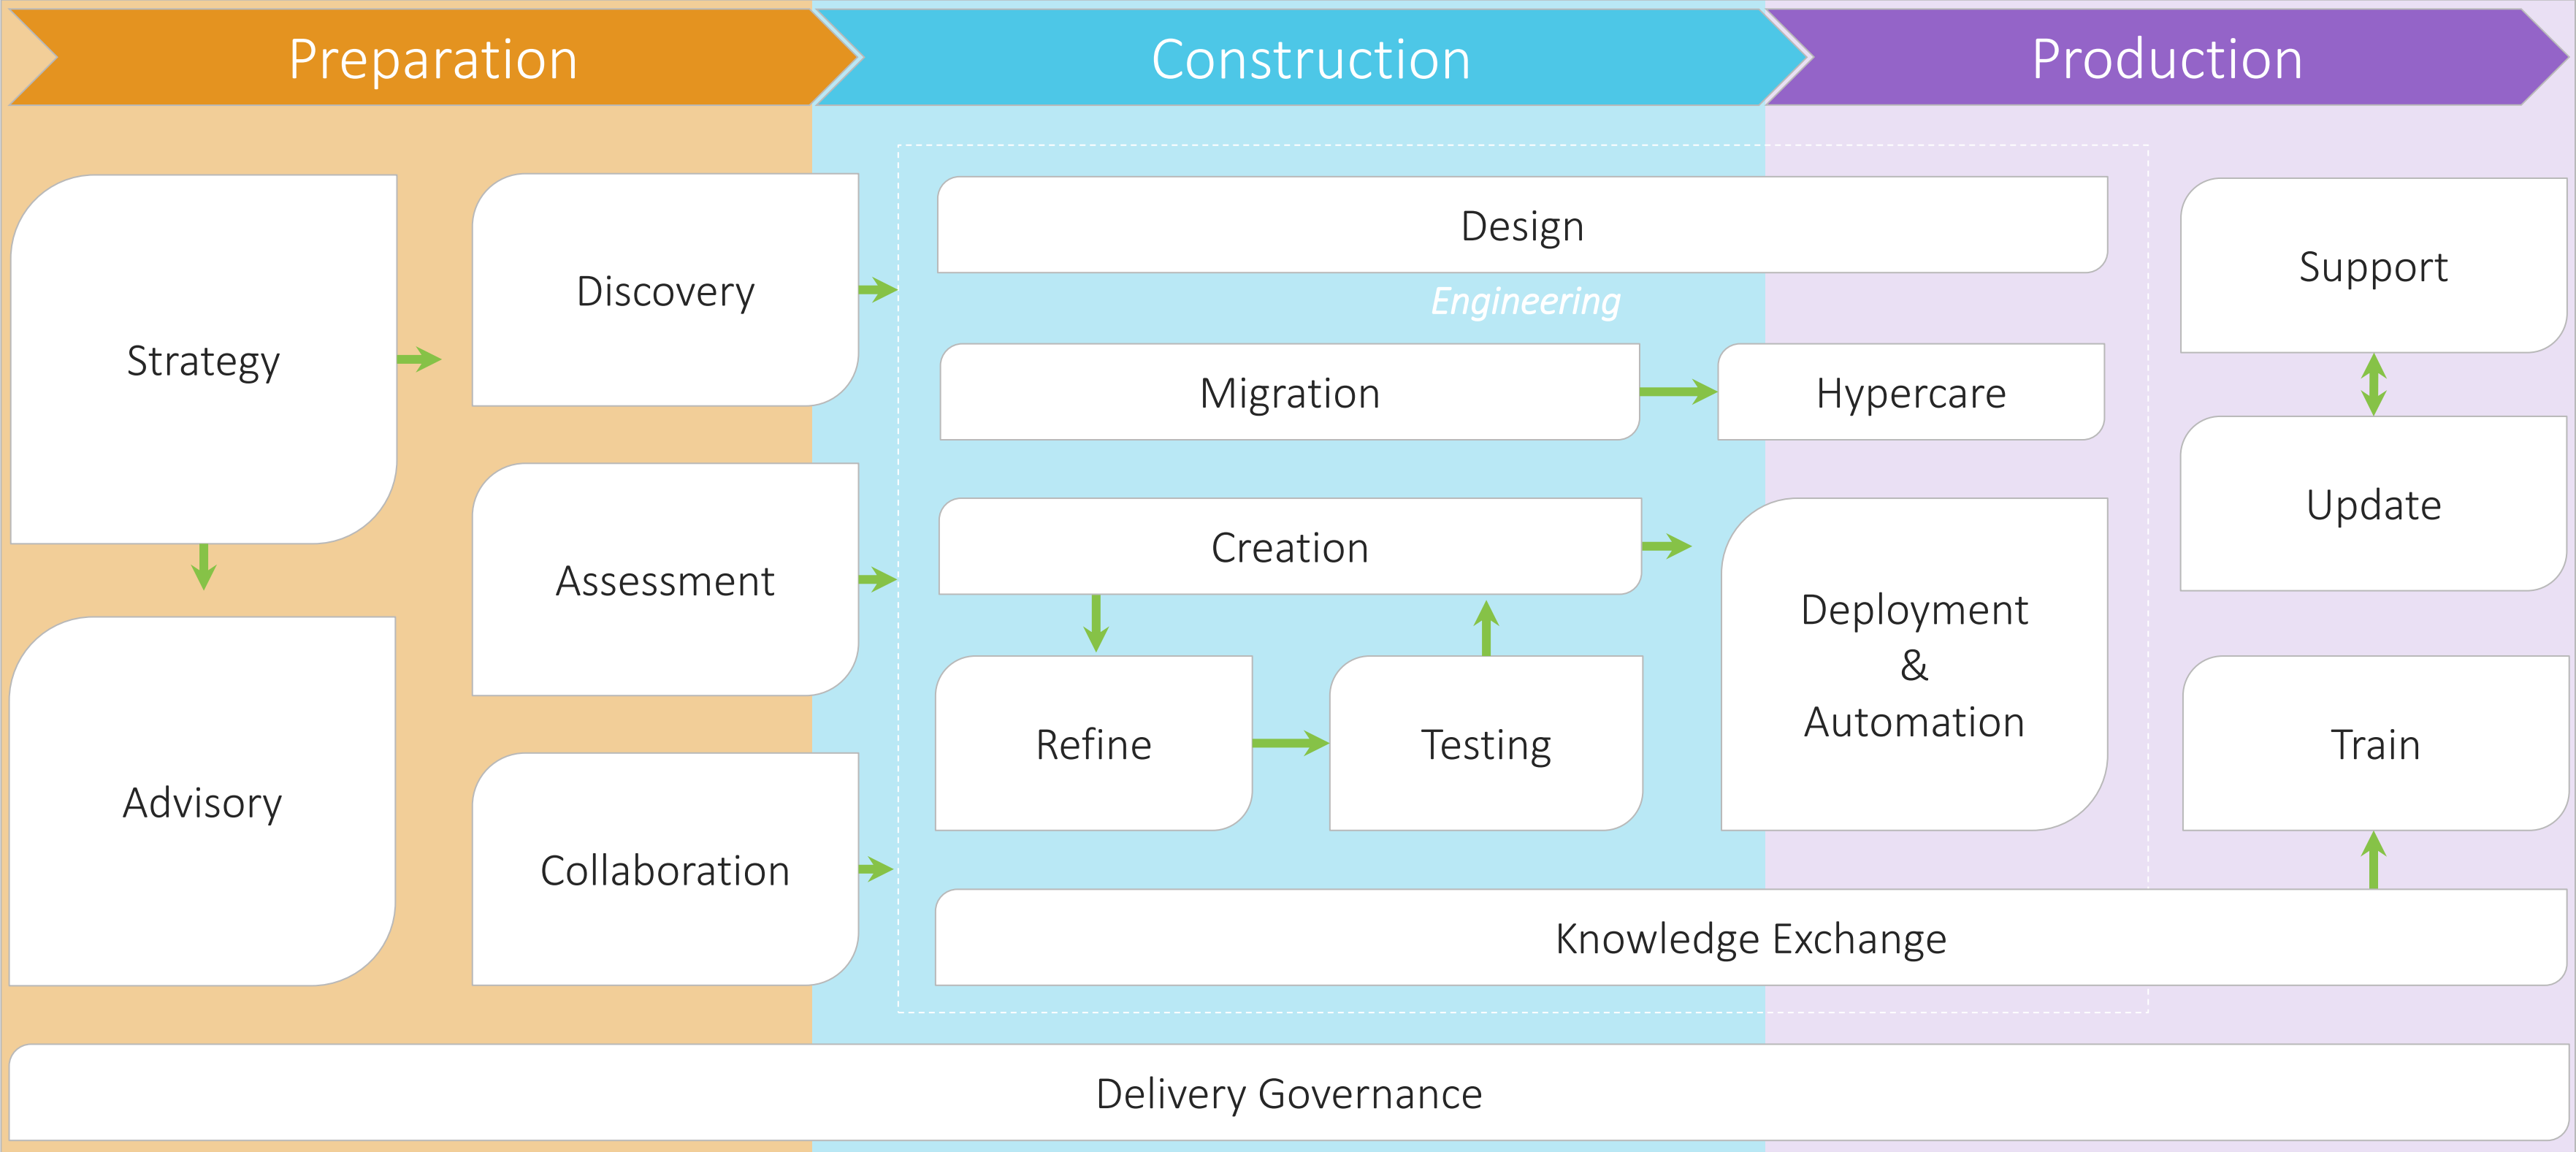 Preparation
Construction
Production
Strategy
Advisory
Discovery
Assessment
Collaboration
Design
Engineering
Migration
Hypercare
Creation
Refine
Testing
Deployment
&
Automation
Support
Update
Train
Knowledge Exchange
Delivery Governance